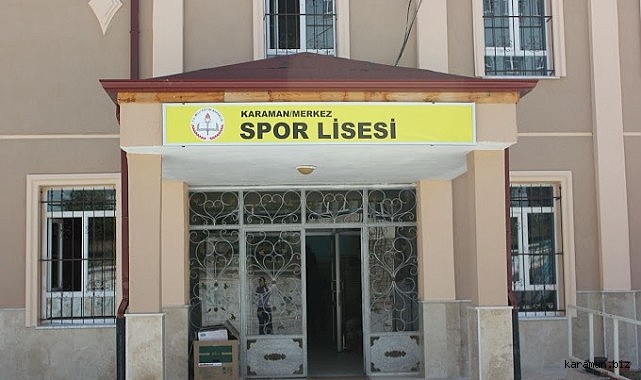 KARAMAN/MERKEZ
SPOR LİSESİ
karaman.biz